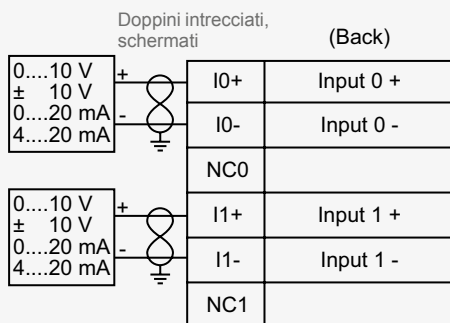 Doppini intrecciati,
schermati
(Back)
0....10 V
± 10 V
0....20 mA
4....20 mA
+
-
I0+ Input 0 +
I0- Input 0 -
NC0
0....10 V
± 10 V
0....20 mA
4....20 mA
+
-
I1+ Input 1 +
I1- Input 1 -
NC1